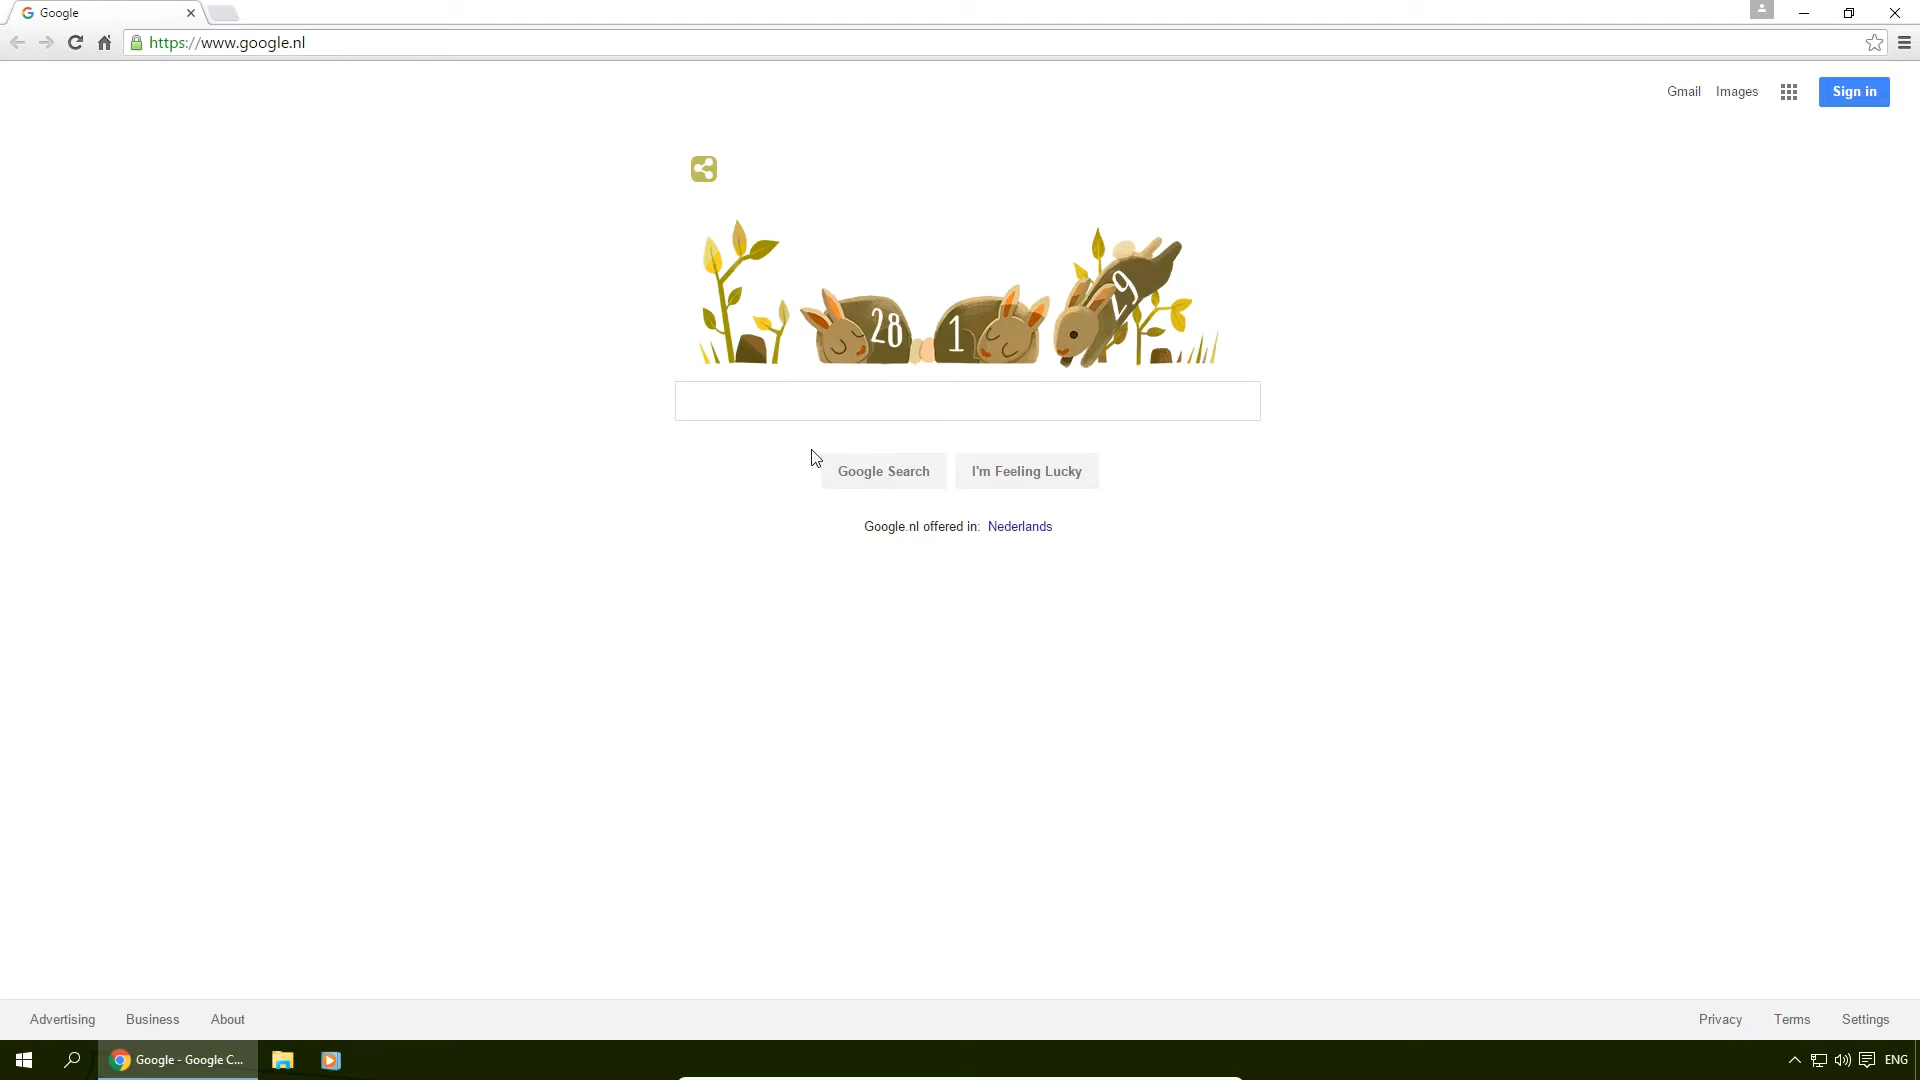 Google
https://www.google.nl
Gmail Images Sign in
28 1 29
Google Search I'm Feeling Lucky
Google.nl offered in: Nederlands
Advertising Business About Privacy Terms Settings
Google - Google C... ENG